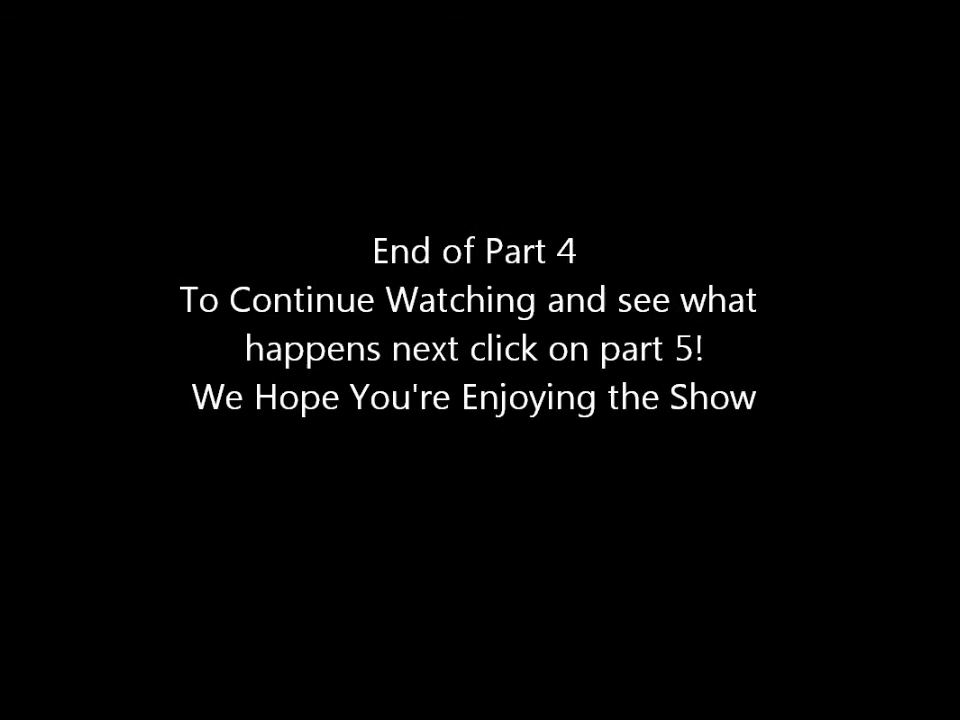 End of Part 4
To Continue Watching and see what
happens next click on part 5!
We Hope You're Enjoying the Show